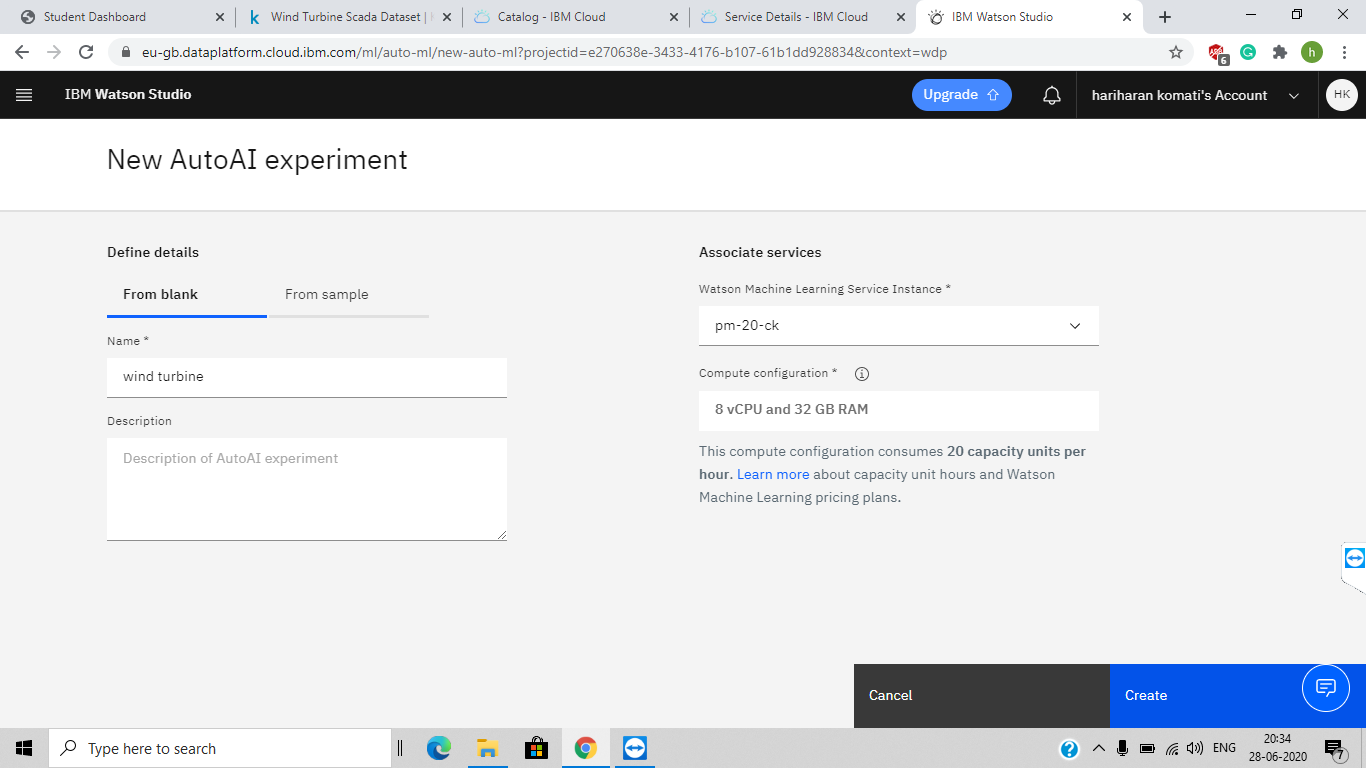 Student Dashboard
Wind Turbine Scada Dataset |
Catalog - IBM Cloud
Service Details - IBM Cloud
IBM Watson Studio
eu-gb.dataplatform.cloud.ibm.com/ml/auto-ml/new-auto-ml?projectid=e270638e-3433-4176-b107-61b1dd928834&context=wdp
6
h
IBM Watson Studio
Upgrade
hariharan komati's Account
HK
New AutoAI experiment
Define details
From blank
From sample
Name *
wind turbine
Description
Description of AutoAI experiment
Associate services
Watson Machine Learning Service Instance *
pm-20-ck
Compute configuration *
8 vCPU and 32 GB RAM
This compute configuration consumes 20 capacity units per
hour. Learn more about capacity unit hours and Watson
Machine Learning pricing plans.
Cancel
Create
Type here to search
ENG
20:34
28-06-2020
7